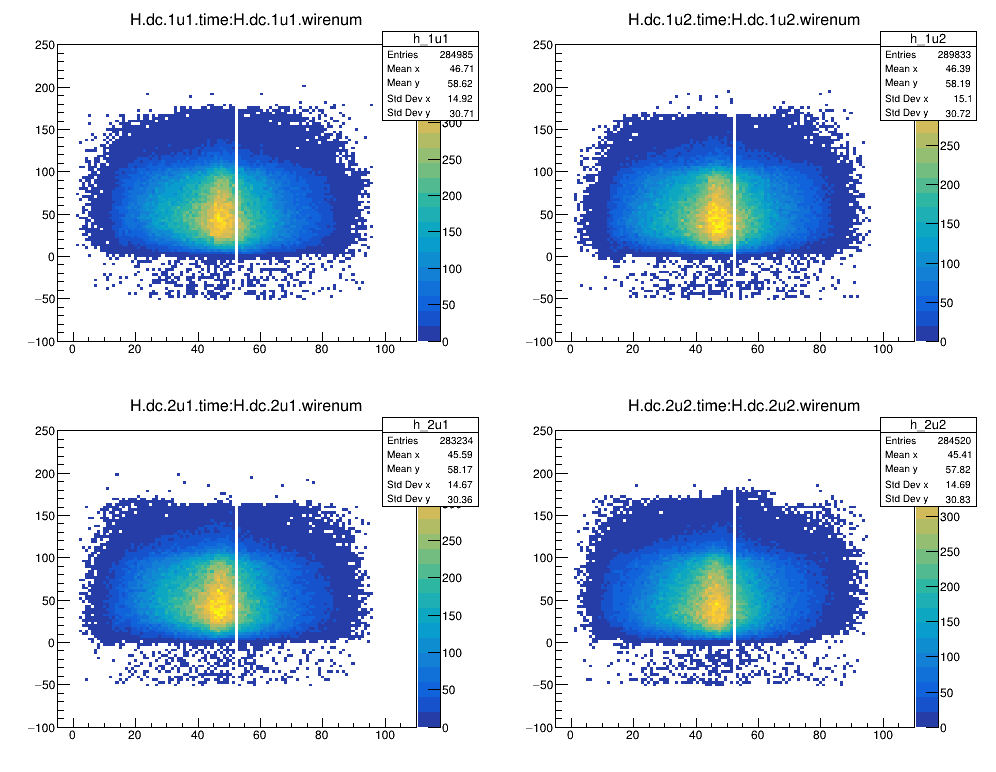 H.dc.1u1.time:H.dc.1u1.wirenum
h_1u1
Entries 284985
Mean x 46.71
Mean y 58.62
Std Dev x 14.92
Std Dev y 30.71
250
200
150
100
50
0
−50
−100
0 20 40 60 80 100
300
250
200
150
100
50
0
H.dc.1u2.time:H.dc.1u2.wirenum
h_1u2
Entries 289833
Mean x 46.39
Mean y 58.19
Std Dev x 15.1
Std Dev y 30.72
250
200
150
100
50
0
−50
−100
0 20 40 60 80 100
250
200
150
100
50
0
H.dc.2u1.time:H.dc.2u1.wirenum
h_2u1
Entries 283234
Mean x 45.59
Mean y 58.17
Std Dev x 14.67
Std Dev y 30.36
250
200
150
100
50
0
−50
−100
0 20 40 60 80 100
250
200
150
100
50
0
H.dc.2u2.time:H.dc.2u2.wirenum
h_2u2
Entries 284520
Mean x 45.41
Mean y 57.82
Std Dev x 14.69
Std Dev y 30.83
250
200
150
100
50
0
−50
−100
0 20 40 60 80 100
300
250
200
150
100
50
0